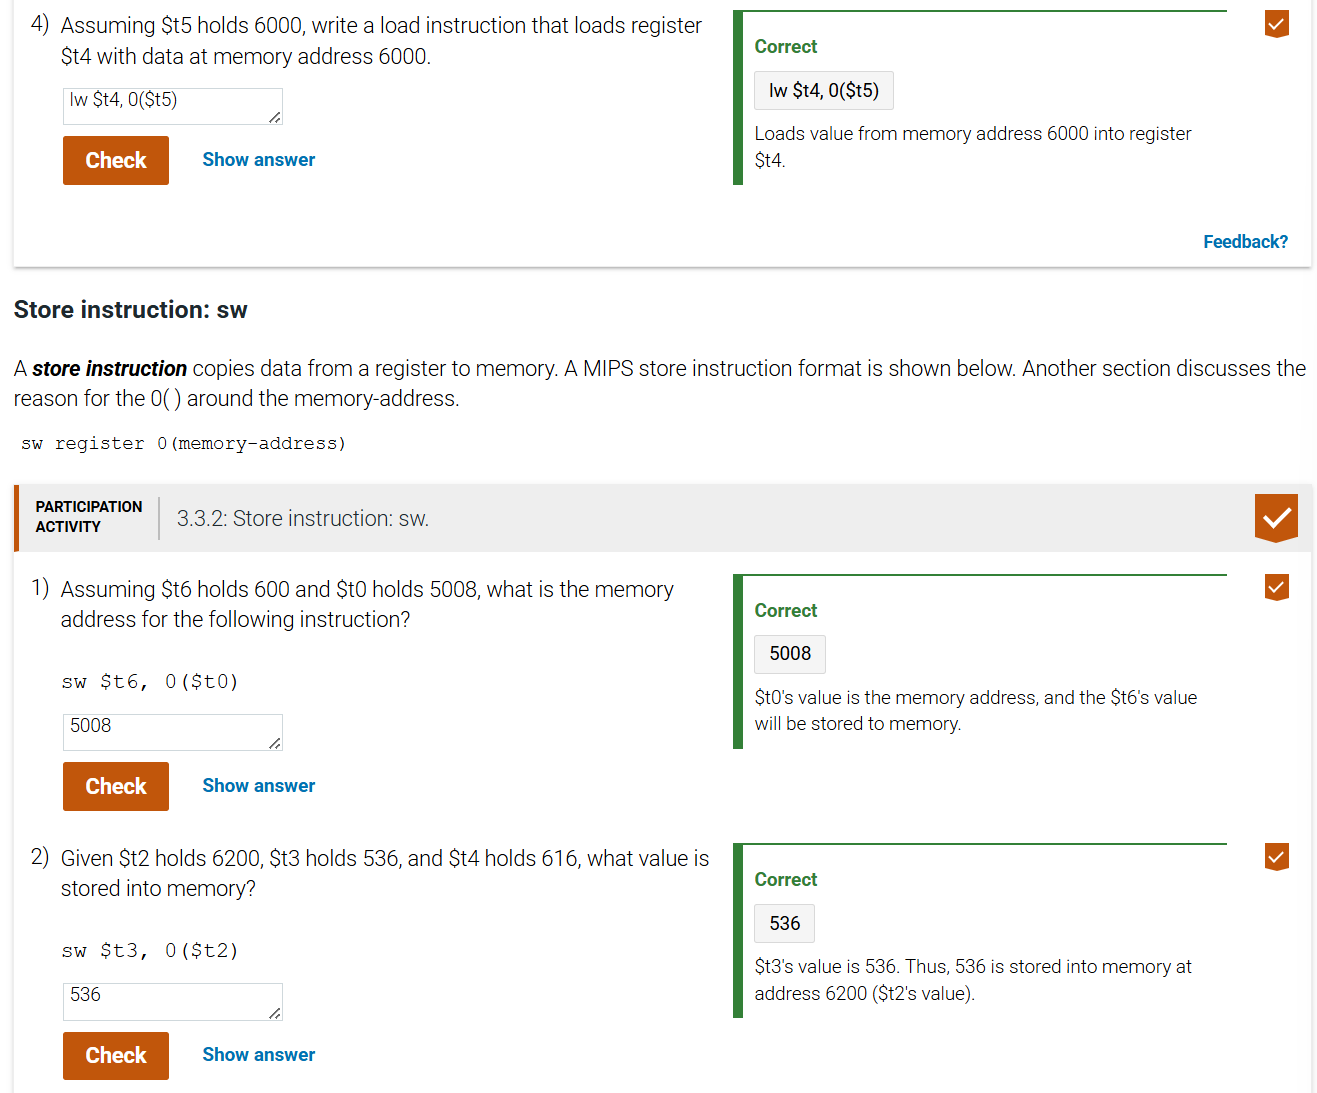 4) Assuming $t5 holds 6000, write a load instruction that loads register
$t4 with data at memory address 6000.
lw $t4, 0($t5)
Check Show answer
Correct
lw $t4, 0($t5)
Loads value from memory address 6000 into register
$t4.
Feedback?
Store instruction: sw
A store instruction copies data from a register to memory. A MIPS store instruction format is shown below. Another section discusses the
reason for the 0( ) around the memory-address.
sw register 0(memory-address)
PARTICIPATION
ACTIVITY
3.3.2: Store instruction: sw.
1) Assuming $t6 holds 600 and $t0 holds 5008, what is the memory
address for the following instruction?
sw $t6, 0($t0)
5008
Check Show answer
Correct
5008
$t0's value is the memory address, and the $t6's value
will be stored to memory.
2) Given $t2 holds 6200, $t3 holds 536, and $t4 holds 616, what value is
stored into memory?
sw $t3, 0($t2)
536
Check Show answer
Correct
536
$t3's value is 536. Thus, 536 is stored into memory at
address 6200 ($t2's value).